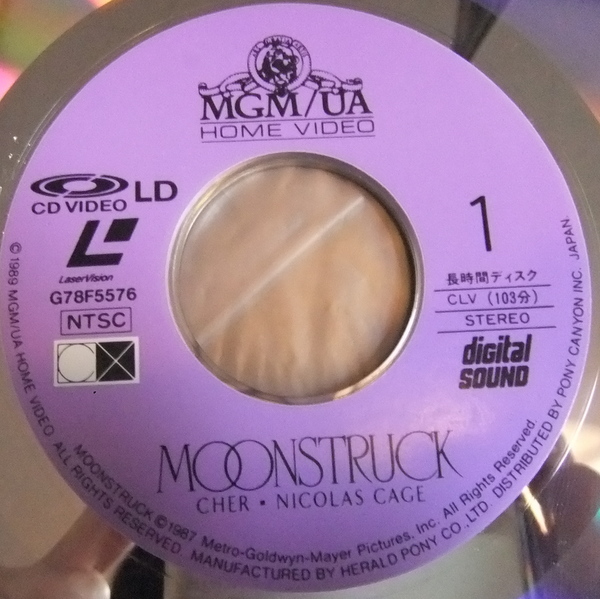 MGM/UA
HOME VIDEO
CD VIDEO LD
LaserVision
G78F5576
NTSC
1
長時間ディスク
CLV (103分)
STEREO
digital
SOUND
MOONSTRUCK
CHER • NICOLAS CAGE
© 1989 MGM/UA HOME VIDEO. ALL RIGHTS RESERVED. MANUFACTURED BY HERALD PONY CO., LTD. DISTRIBUTED BY PONY CANYON INC. JAPAN.
MOONSTRUCK © 1987 Metro-Goldwyn-Mayer Pictures, Inc. All Rights Reserved.